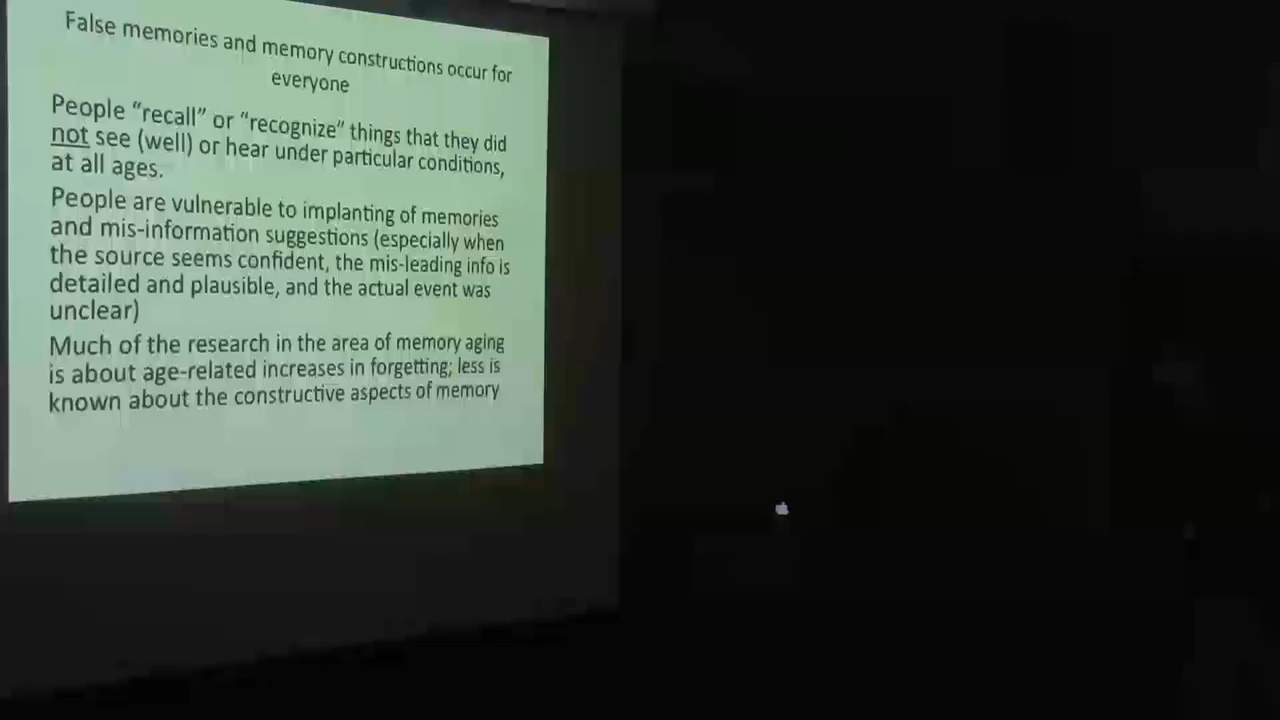 False memories and memory constructions occur for
everyone
People “recall” or “recognize” things that they did
not see (well) or hear under particular conditions,
at all ages.
People are vulnerable to implanting of memories
and mis-information suggestions (especially when
the source seems confident, the mis-leading info is
detailed and plausible, and the actual event was
unclear)
Much of the research in the area of memory aging
is about age-related increases in forgetting; less is
known about the constructive aspects of memory